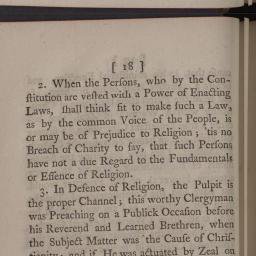 [ 18 ]
2. When the Perſons, who by the Con-
ſtitution are veſted with a Power of Enacting
Laws, ſhall think fit to make ſuch a Law,
as by the common Voice of the People, is
or may be of Prejudice to Religion; 'tis no
Breach of Charity to ſay, that ſuch Perſons
have not a due Regard to the Fundamentals
or Eſſence of Religion.
3. In Defence of Religion, the Pulpit is
the proper Channel; this worthy Clergyman
was Preaching on a Publick Occaſion before
his Reverend and Learned Brethren, when
the Subject Matter was the Cauſe of Chriſ-
tianity, and if He was actuated by Zeal on